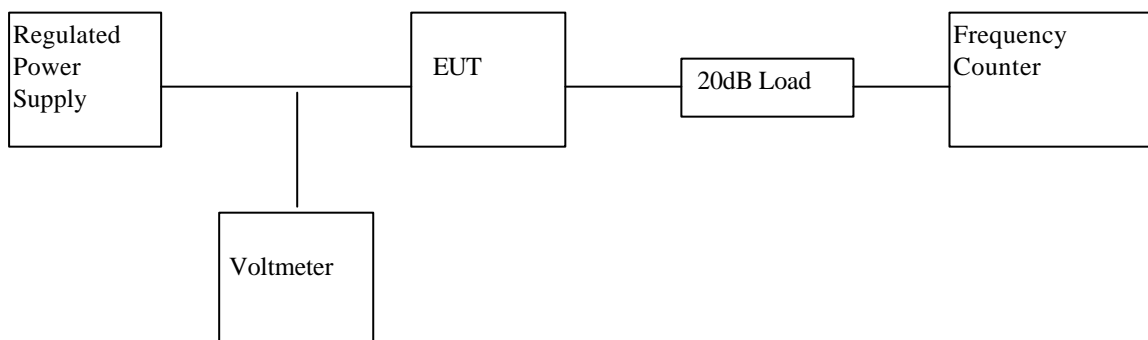 Regulated
Power
Supply
EUT
20dB Load
Frequency
Counter
Voltmeter